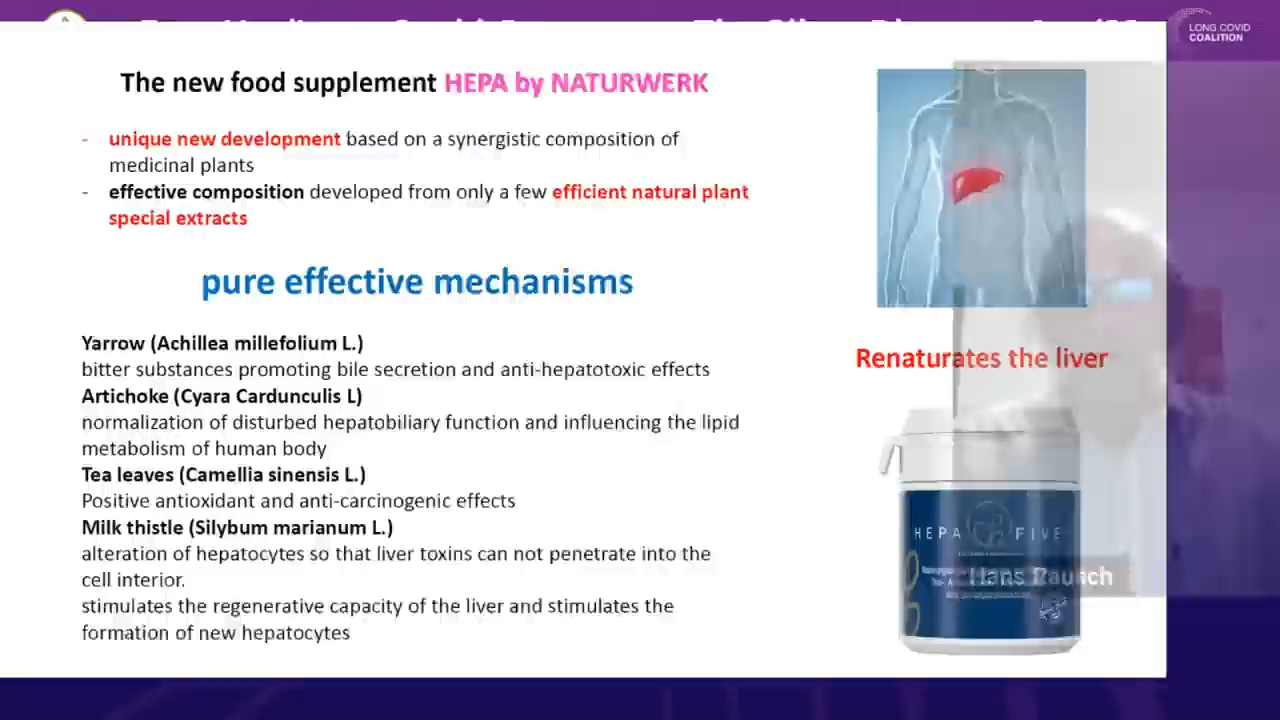 LONG COVID
COALITION
The new food supplement HEPA by NATURWERK
- unique new development based on a synergistic composition of
medicinal plants
- effective composition developed from only a few efficient natural plant
special extracts
pure effective mechanisms
Yarrow (Achillea millefolium L.)
bitter substances promoting bile secretion and anti-hepatotoxic effects
Artichoke (Cyara Cardunculis L)
normalization of disturbed hepatobiliary function and influencing the lipid
metabolism of human body
Tea leaves (Camellia sinensis L.)
Positive antioxidant and anti-carcinogenic effects
Milk thistle (Silybum marianum L.)
alteration of hepatocytes so that liver toxins can not penetrate into the
cell interior.
stimulates the regenerative capacity of the liver and stimulates the
formation of new hepatocytes
Renaturates the liver
HEPA FIVE
Hans Rausch